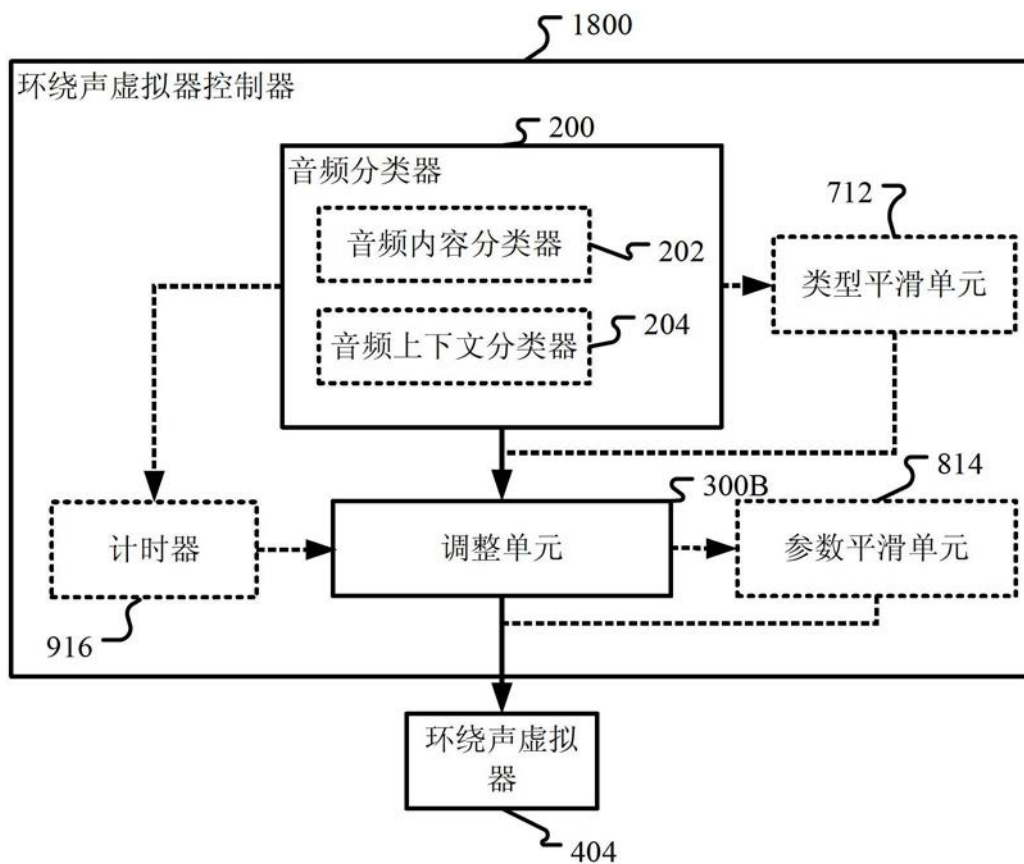 1800
环绕声虚拟器控制器
200
音频分类器
712
音频内容分类器
202
类型平滑单元
204
音频上下文分类器
814
300B
计时器
调整单元
参数平滑单元
916
环绕声虚拟
器
404